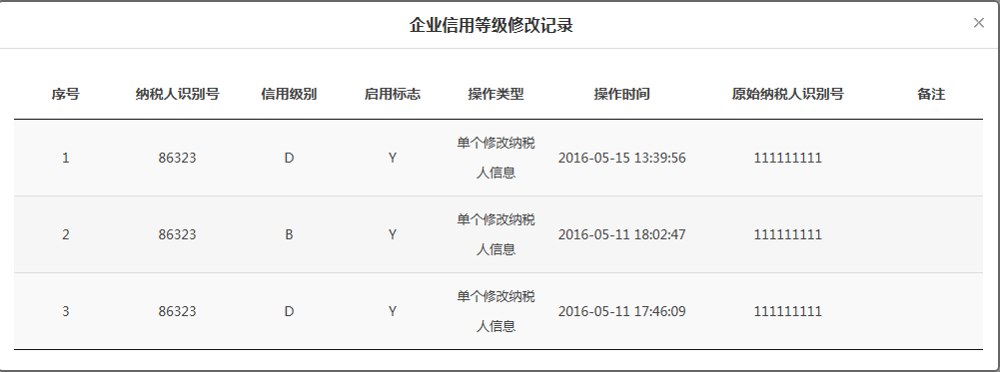 企业信用等级修改记录
×
序号 纳税人识别号 信用级别 启用标志 操作类型 操作时间 原始纳税人识别号 备注
1 86323 D Y 单个修改纳税人信息 2016-05-15 13:39:56 111111111
2 86323 B Y 单个修改纳税人信息 2016-05-11 18:02:47 111111111
3 86323 D Y 单个修改纳税人信息 2016-05-11 17:46:09 111111111